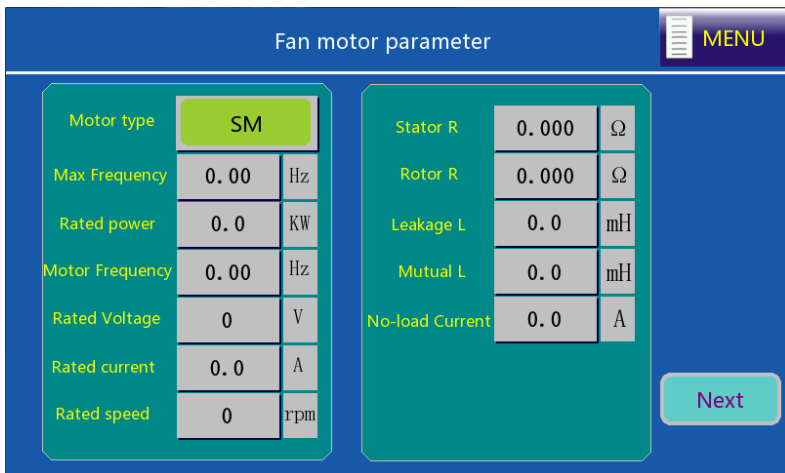 Fan motor parameter
MENU
Motor type SM
Max Frequency 0.00 Hz
Rated power 0.0 KW
Motor Frequency 0.00 Hz
Rated Voltage 0 V
Rated current 0.0 A
Rated speed 0 rpm
Stator R 0.000 Ω
Rotor R 0.000 Ω
Leakage L 0.0 mH
Mutual L 0.0 mH
No-load Current 0.0 A
Next